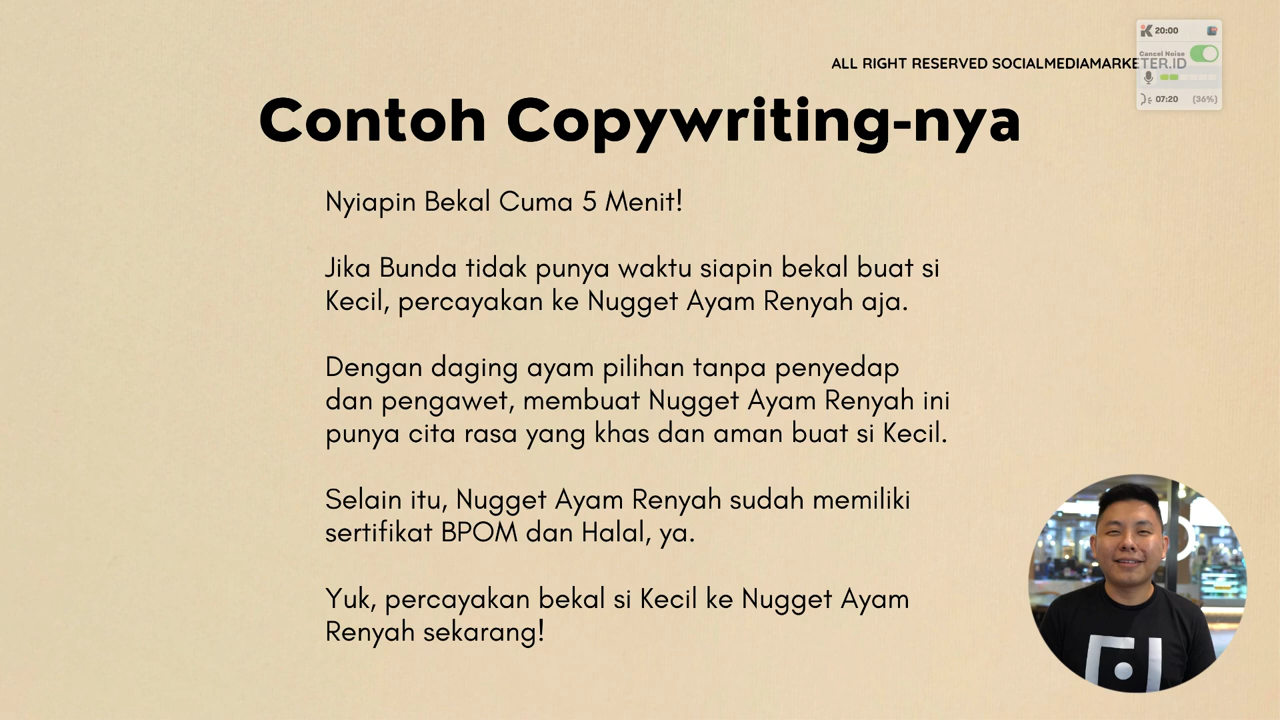 20:00
Cancel Noise
ALL RIGHT RESERVED SOCIALMEDIAMARKETER.ID
07:20 (36%)
Contoh Copywriting-nya
Nyiapin Bekal Cuma 5 Menit!
Jika Bunda tidak punya waktu siapin bekal buat si
Kecil, percayakan ke Nugget Ayam Renyah aja.
Dengan daging ayam pilihan tanpa penyedap
dan pengawet, membuat Nugget Ayam Renyah ini
punya cita rasa yang khas dan aman buat si Kecil.
Selain itu, Nugget Ayam Renyah sudah memiliki
sertifikat BPOM dan Halal, ya.
Yuk, percayakan bekal si Kecil ke Nugget Ayam
Renyah sekarang!